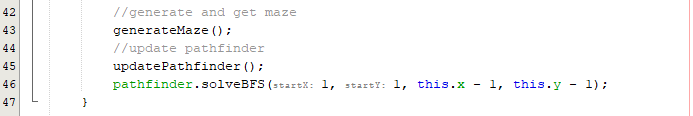 42 //generate and get maze
43 generateMaze();
44 //update pathfinder
45 updatePathfinder();
46 pathfinder.solveBFS(startX: 1, startY: 1, this.x - 1, this.y - 1);
47 }